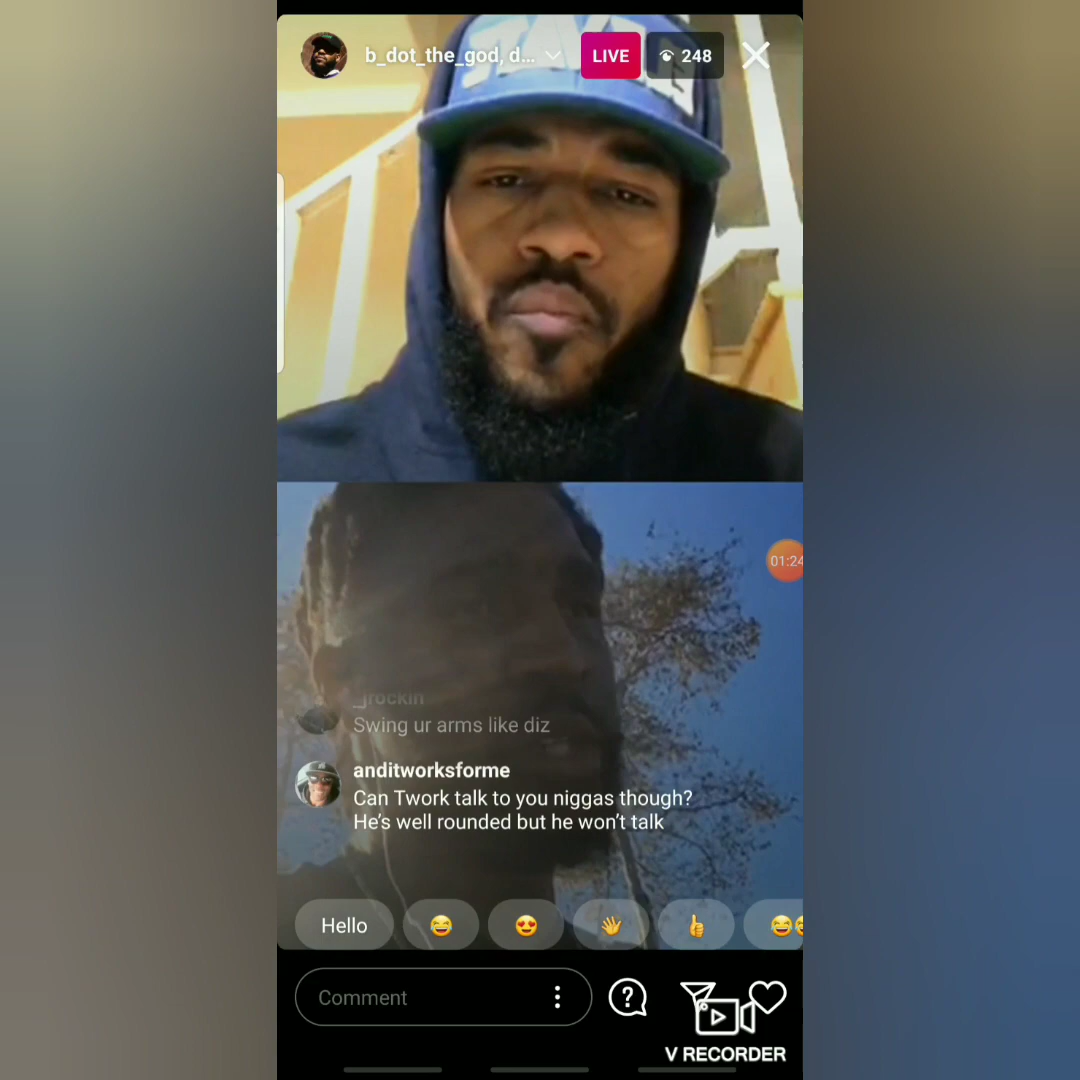 b_dot_the_god, d...
LIVE
248
01:24
_jrockin
Swing ur arms like diz
anditworksforme
Can Twork talk to you niggas though?
He's well rounded but he won't talk
Hello
Comment
V RECORDER